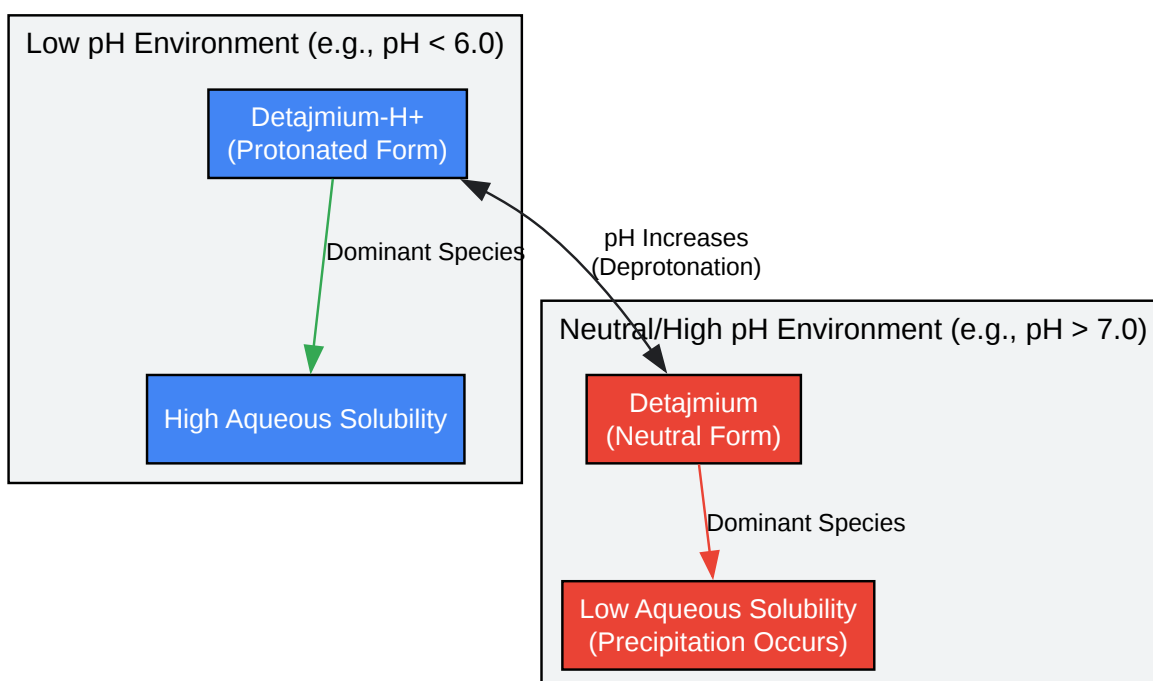 Low pH Environment (e.g., pH < 6.0)
Detajmium-H+
(Protonated Form)
Dominant Species
High Aqueous Solubility
pH Increases
(Deprotonation)
Neutral/High pH Environment (e.g., pH > 7.0)
Detajmium
(Neutral Form)
Dominant Species
Low Aqueous Solubility
(Precipitation Occurs)